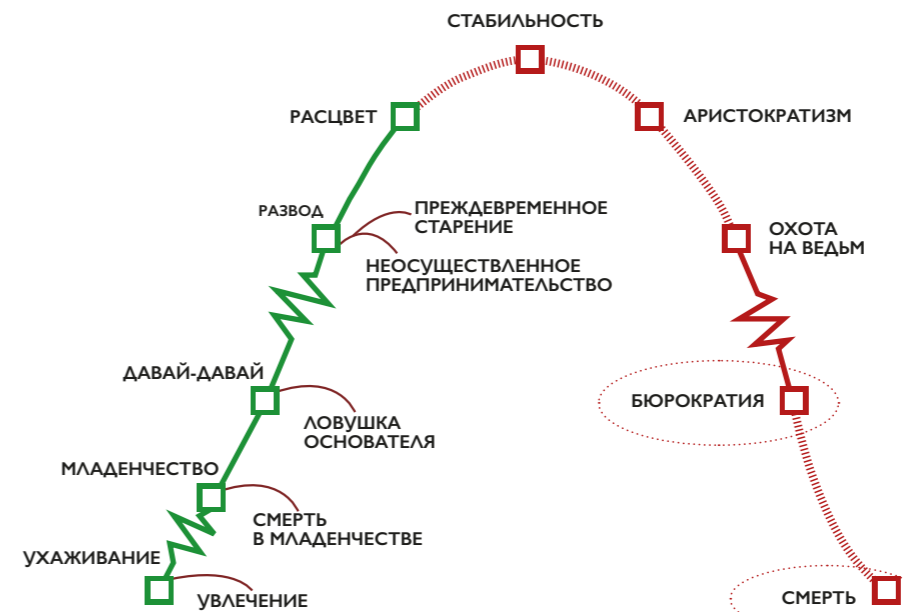 СТАБИЛЬНОСТЬ
РАСЦВЕТ
АРИСТОКРАТИЗМ
РАЗВОД
ПРЕЖДЕВРЕМЕННОЕ
СТАРЕНИЕ
ОХОТА
НА ВЕДЬМ
НЕОСУЩЕСТВЛЕННОЕ
ПРЕДПРИНИМАТЕЛЬСТВО
ДАВАЙ-ДАВАЙ
БЮРОКРАТИЯ
ЛОВУШКА
ОСНОВАТЕЛЯ
МЛАДЕНЧЕСТВО
СМЕРТЬ
В МЛАДЕНЧЕСТВЕ
УХАЖИВАНИЕ
УВЛЕЧЕНИЕ
СМЕРТЬ